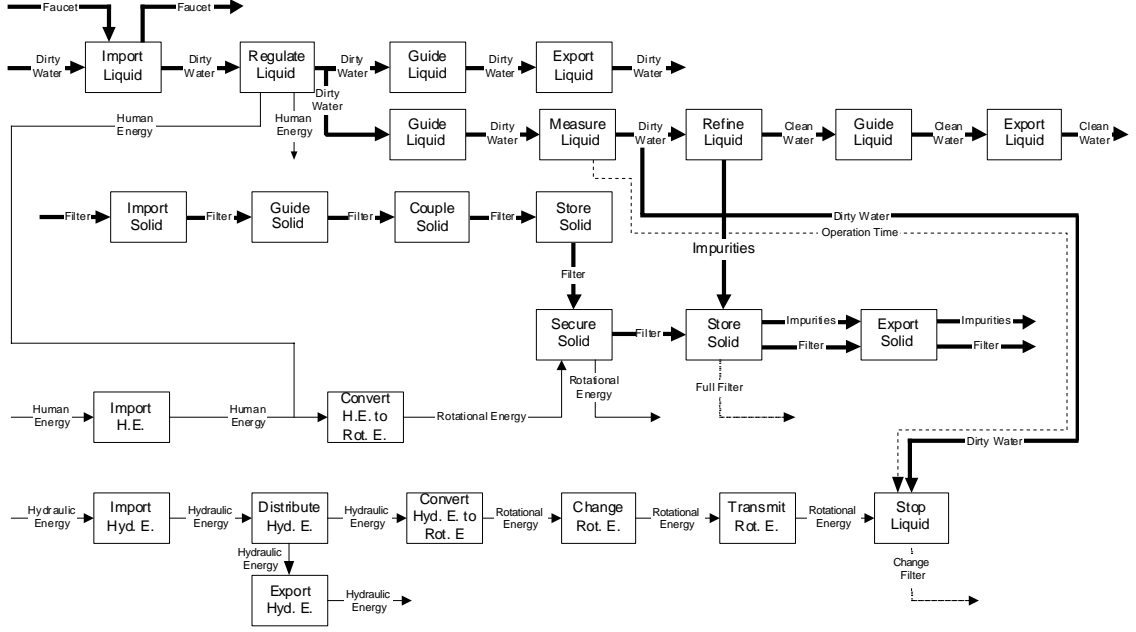 Faucet
Faucet
Dirty
Water
Import
Liquid
Dirty
Water
Regulate
Liquid
Dirty
Water
Guide
Liquid
Dirty
Water
Export
Liquid
Dirty
Water
Dirty
Water
Human
Energy
Human
Energy
Guide
Liquid
Dirty
Water
Measure
Liquid
Dirty
Water
Refine
Liquid
Clean
Water
Guide
Liquid
Clean
Water
Export
Liquid
Clean
Water
Filter
Import
Solid
Filter
Guide
Solid
Filter
Couple
Solid
Filter
Store
Solid
Dirty Water
Operation Time
Impurities
Filter
Secure
Solid
Filter
Store
Solid
Impurities
Filter
Export
Solid
Impurities
Filter
Rotational
Energy
Full Filter
Human
Energy
Import
H.E.
Human
Energy
Convert
H.E. to
Rot. E.
Rotational Energy
Dirty Water
Hydraulic
Energy
Import
Hyd. E.
Hydraulic
Energy
Distribute
Hyd. E.
Hydraulic
Energy
Convert
Hyd. E. to
Rot. E
Rotational
Energy
Change
Rot. E.
Rotational
Energy
Transmit
Rot. E.
Rotational
Energy
Stop
Liquid
Hydraulic
Energy
Change
Filter
Export
Hyd. E.
Hydraulic
Energy